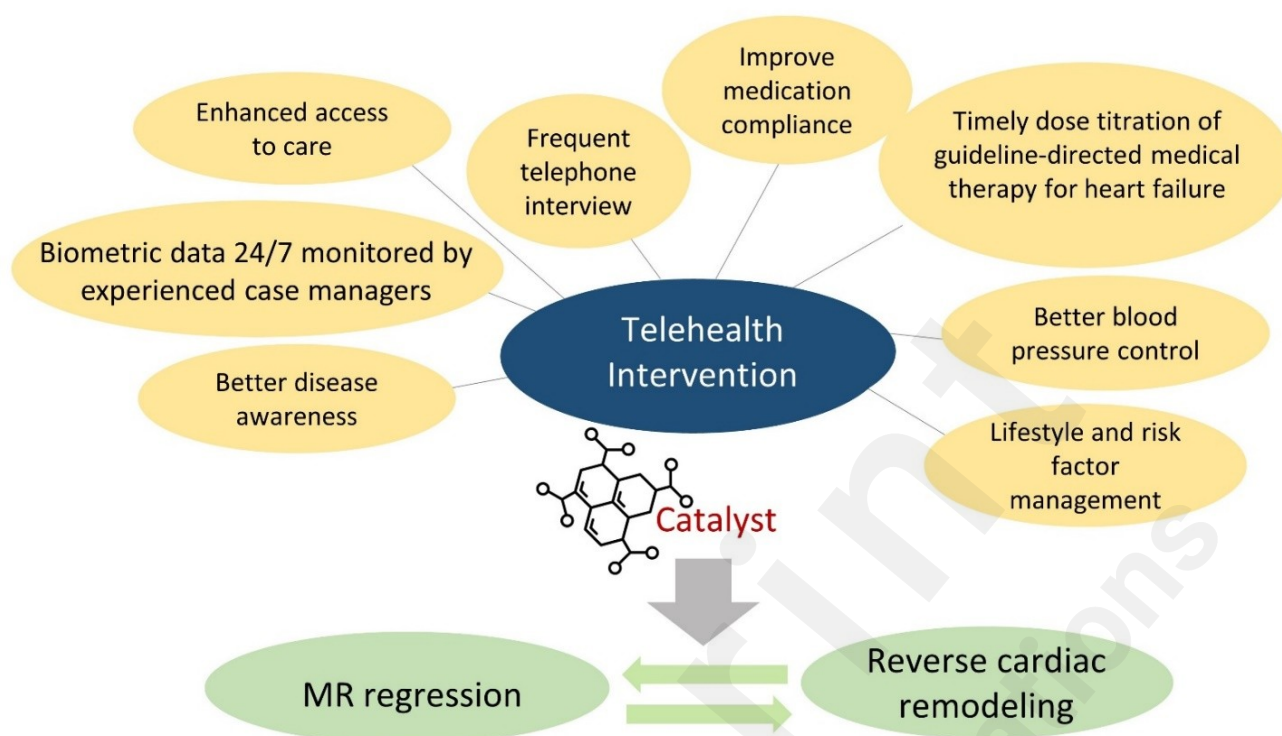 Enhanced access
to care
Frequent
telephone
interview
Improve
medication
compliance
Timely dose titration of
guideline-directed medical
therapy for heart failure
Biometric data 24/7 monitored by
experienced case managers
Better disease
awareness
Telehealth
Intervention
Better blood
pressure control
Lifestyle and risk
factor
management
Catalyst
MR regression
Reverse cardiac
remodeling